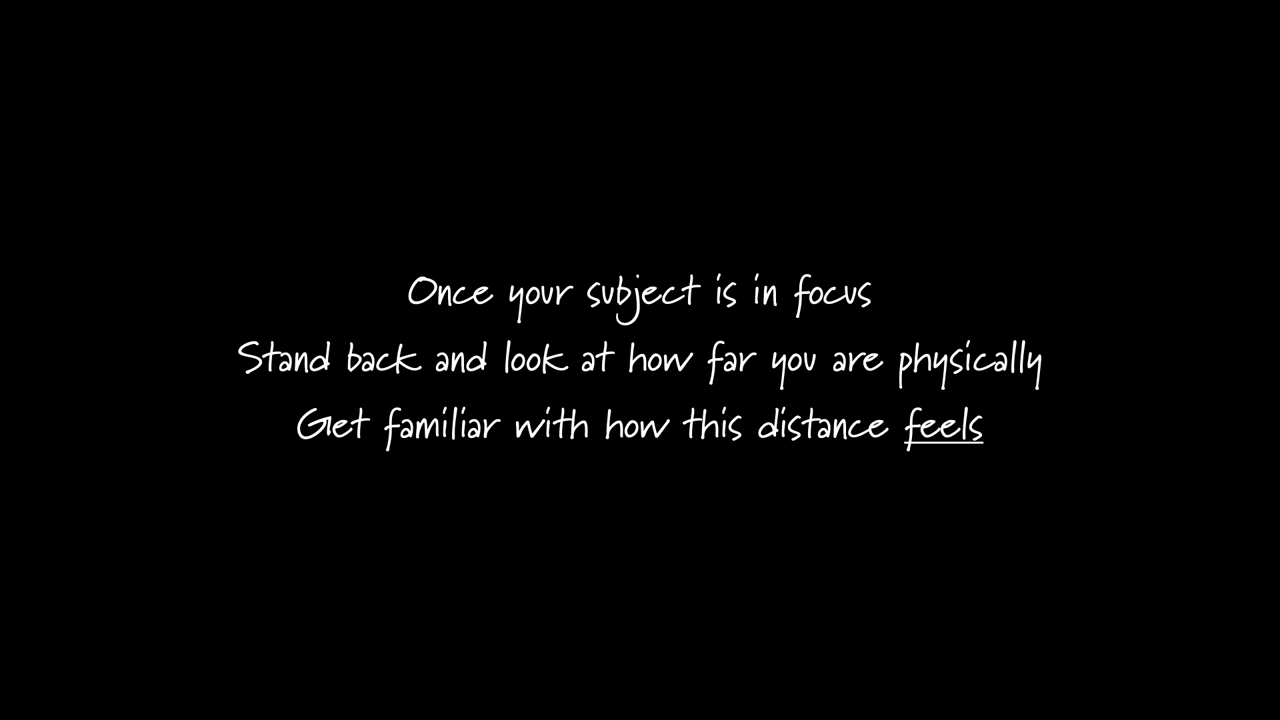 Once your subject is in focus
Stand back and look at how far you are physically
Get familiar with how this distance feels